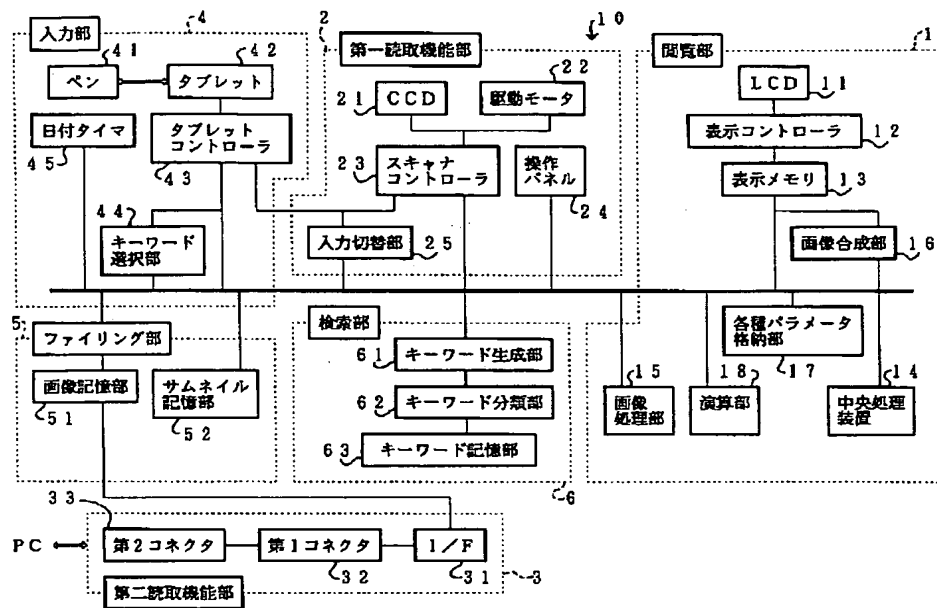 入力部
4
2
第一読取機能部
10
閲覧部
1
41
42
22
ペン
タブレット
21
CCD
駆動モータ
LCD
11
日付タイマ
45
タブレット
コントローラ
43
23
スキャナ
コントローラ
操作
パネル
24
表示コントローラ
12
表示メモリ
13
44
キーワード
選択部
入力切替部
25
画像合成部
16
5
ファイリング部
検索部
各種パラメータ
格納部
17
画像記憶部
51
サムネイル
記憶部
52
61
キーワード生成部
62
キーワード分類部
63
キーワード記憶部
6
15
画像
処理部
18
演算部
14
中央処理
装置
33
PC
第2コネクタ
第1コネクタ
32
I/F
31
3
第二読取機能部